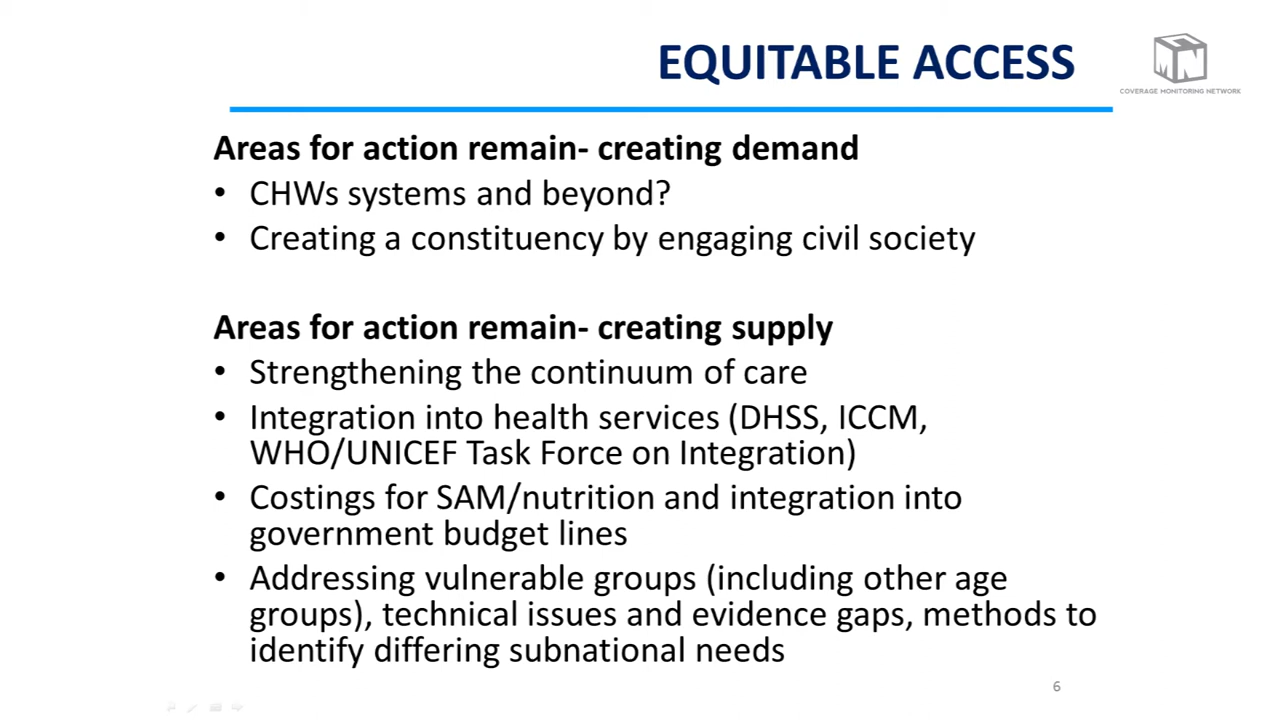 EQUITABLE ACCESS
COVERAGE MONITORING NETWORK
Areas for action remain- creating demand
• CHWs systems and beyond?
• Creating a constituency by engaging civil society
Areas for action remain- creating supply
• Strengthening the continuum of care
• Integration into health services (DHSS, ICCM,
WHO/UNICEF Task Force on Integration)
• Costings for SAM/nutrition and integration into
government budget lines
• Addressing vulnerable groups (including other age
groups), technical issues and evidence gaps, methods to
identify differing subnational needs
6